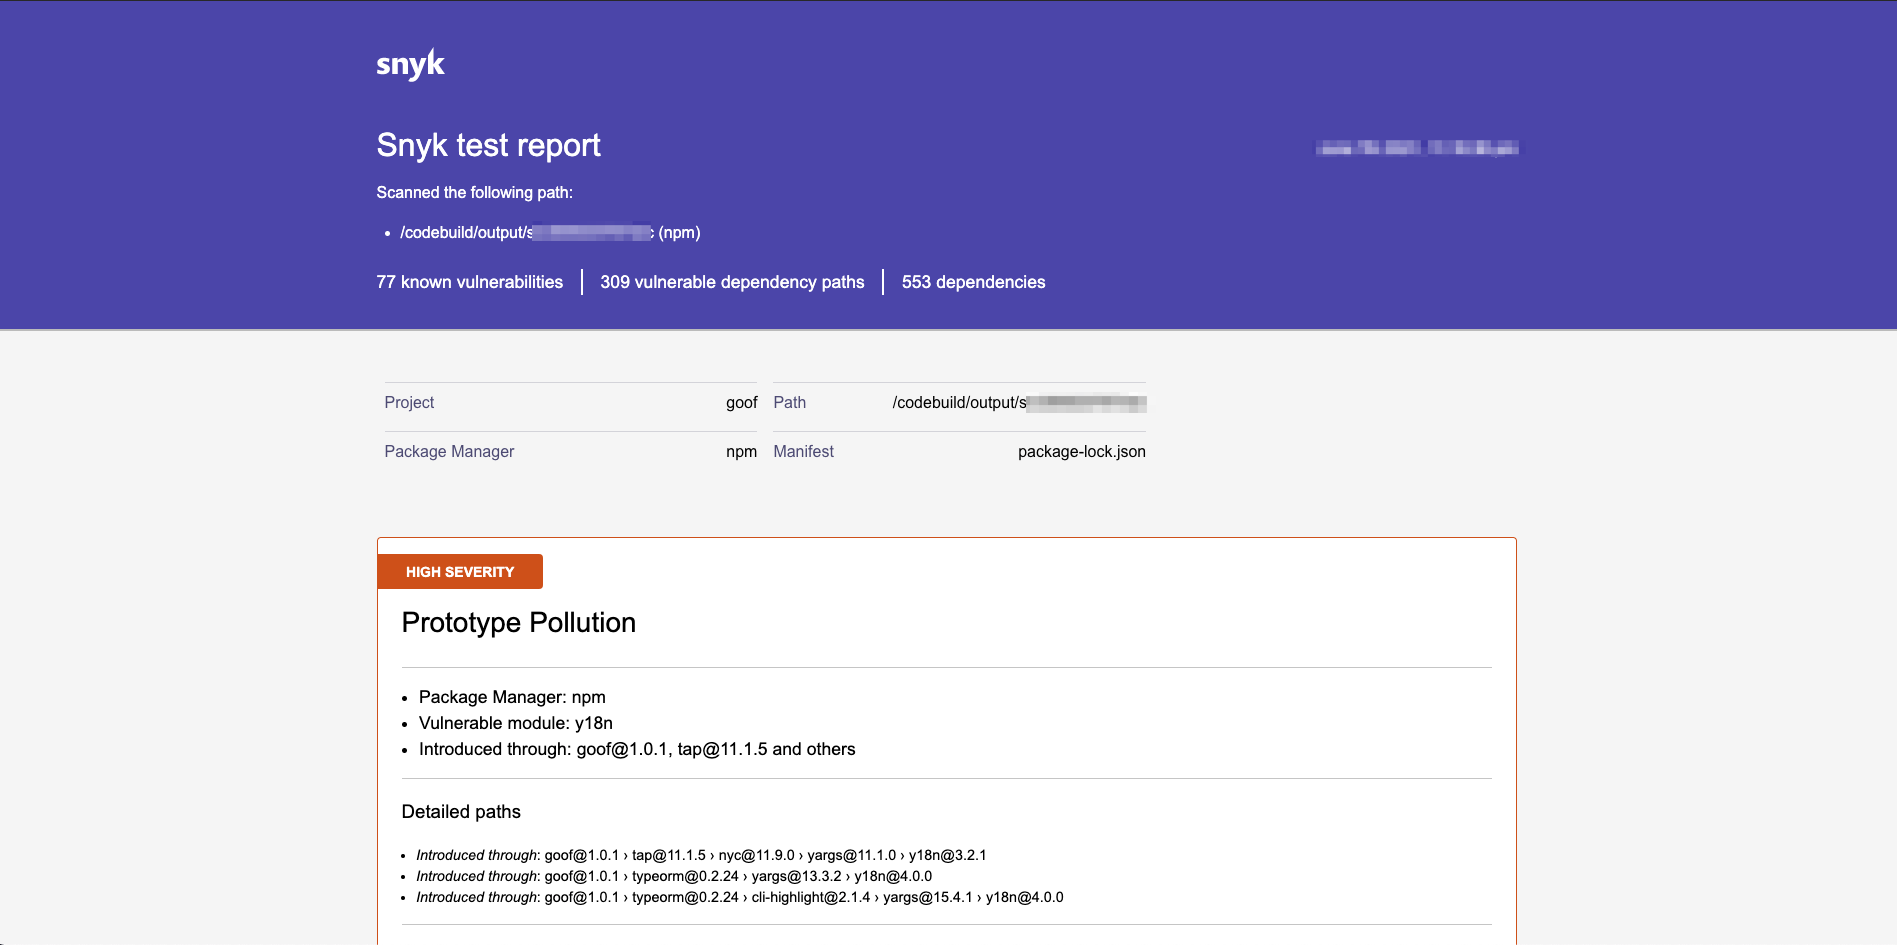 snyk
Snyk test report
Scanned the following path:
• /codebuild/output/s (npm)
77 known vulnerabilities | 309 vulnerable dependency paths | 553 dependencies
Project goof Path /codebuild/output/s
Package Manager npm Manifest package-lock.json
HIGH SEVERITY
Prototype Pollution
• Package Manager: npm
• Vulnerable module: y18n
• Introduced through: goof@1.0.1, tap@11.1.5 and others
Detailed paths
• Introduced through: goof@1.0.1 › tap@11.1.5 › nyc@11.9.0 › yargs@11.1.0 › y18n@3.2.1
• Introduced through: goof@1.0.1 › typeorm@0.2.24 › yargs@13.3.2 › y18n@4.0.0
• Introduced through: goof@1.0.1 › typeorm@0.2.24 › cli-highlight@2.1.4 › yargs@15.4.1 › y18n@4.0.0